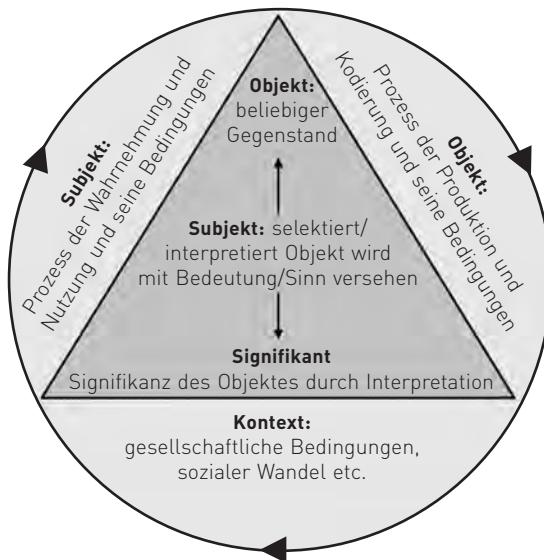 Objekt:
beliebiger
Gegenstand
Subjekt: selektiert/
interpretiert Objekt wird
mit Bedeutung/Sinn versehen
Signifikant
Signifikanz des Objektes durch Interpretation
Subjekt:
Prozess der Wahrnehmung und
Nutzung und seine Bedingungen
Objekt:
Prozess der Produktion und
Kodierung und seine Bedingungen
Kontext:
gesellschaftliche Bedingungen,
sozialer Wandel etc.